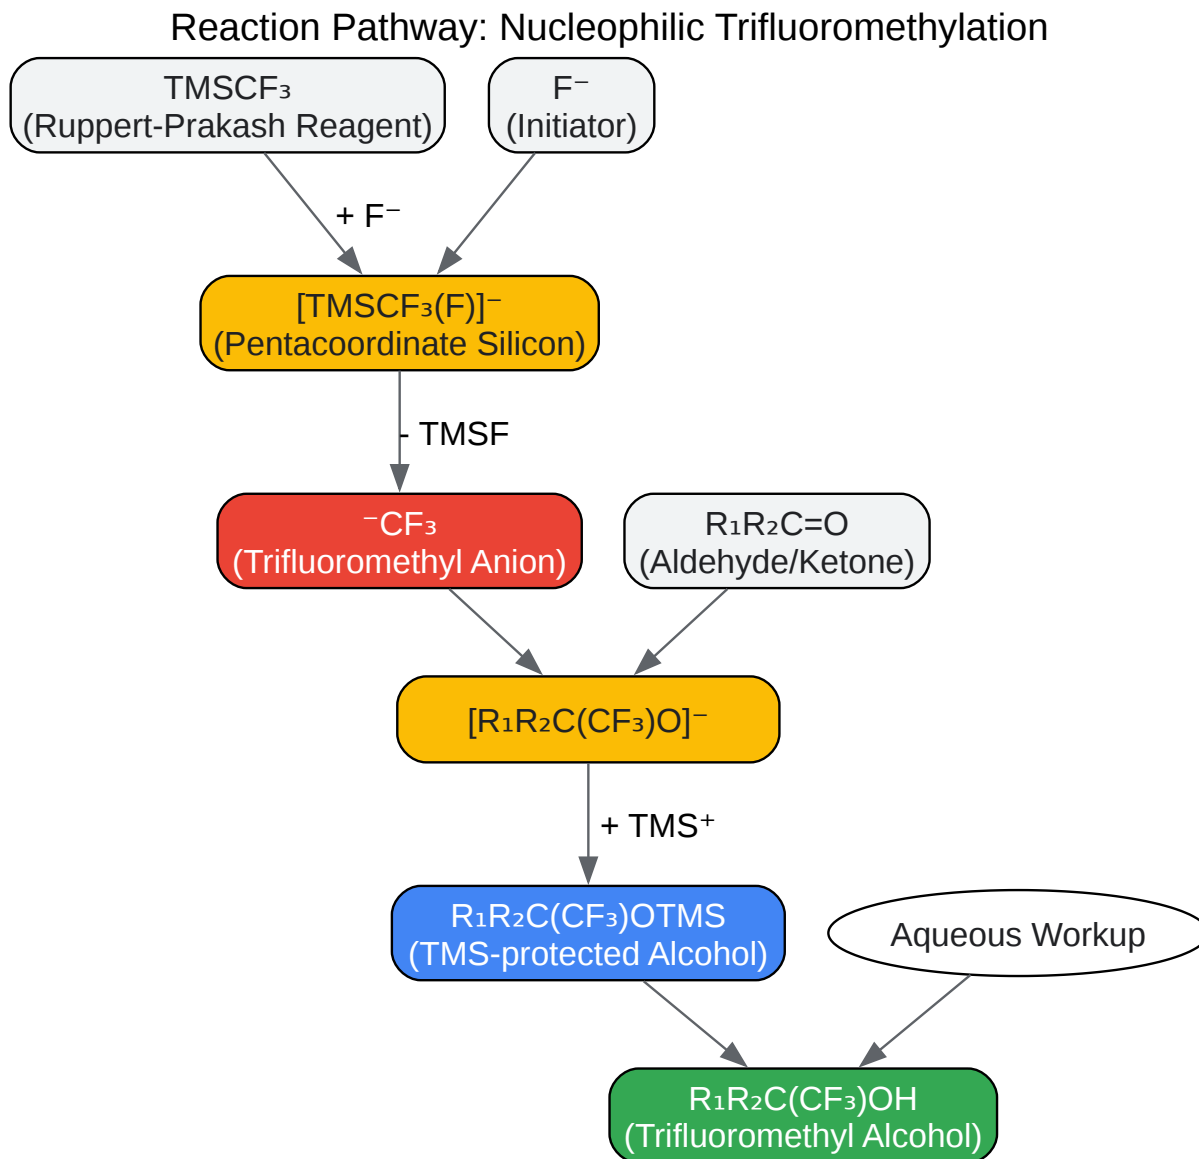 Reaction Pathway: Nucleophilic Trifluoromethylation
TMSCF₃
(Ruppert-Prakash Reagent)
F⁻
(Initiator)
+ F⁻
[TMSCF₃(F)]⁻
(Pentacoordinate Silicon)
- TMSF
⁻CF₃
(Trifluoromethyl Anion)
R₁R₂C=O
(Aldehyde/Ketone)
[R₁R₂C(CF₃)O]⁻
+ TMS⁺
R₁R₂C(CF₃)OTMS
(TMS-protected Alcohol)
Aqueous Workup
R₁R₂C(CF₃)OH
(Trifluoromethyl Alcohol)